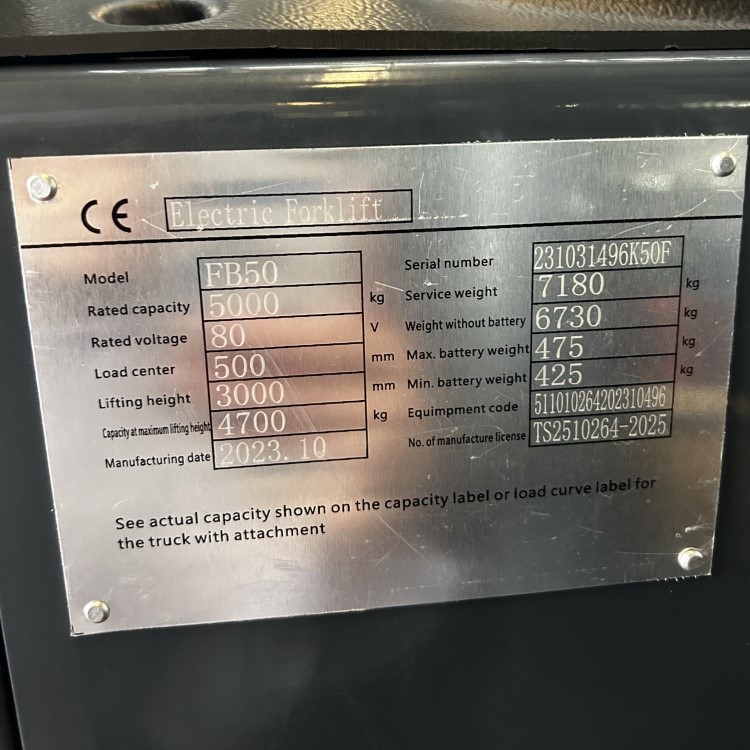 CE Electric Forklift
Model FB50
Rated capacity 5000 kg
Rated voltage 80 V
Load center 500 mm
Lifting height 3000 mm
Capacity at maximum lifting height 4700 kg
Manufacturing date 2023.10
Serial number 231031496K50F
Service weight 7180 kg
Weight without battery 6730 kg
Max. battery weight 475 kg
Min. battery weight 425 kg
Equimpment code 511010264202310496
No. of manufacture license TS2510264-2025
See actual capacity shown on the capacity label or load curve label for
the truck with attachment